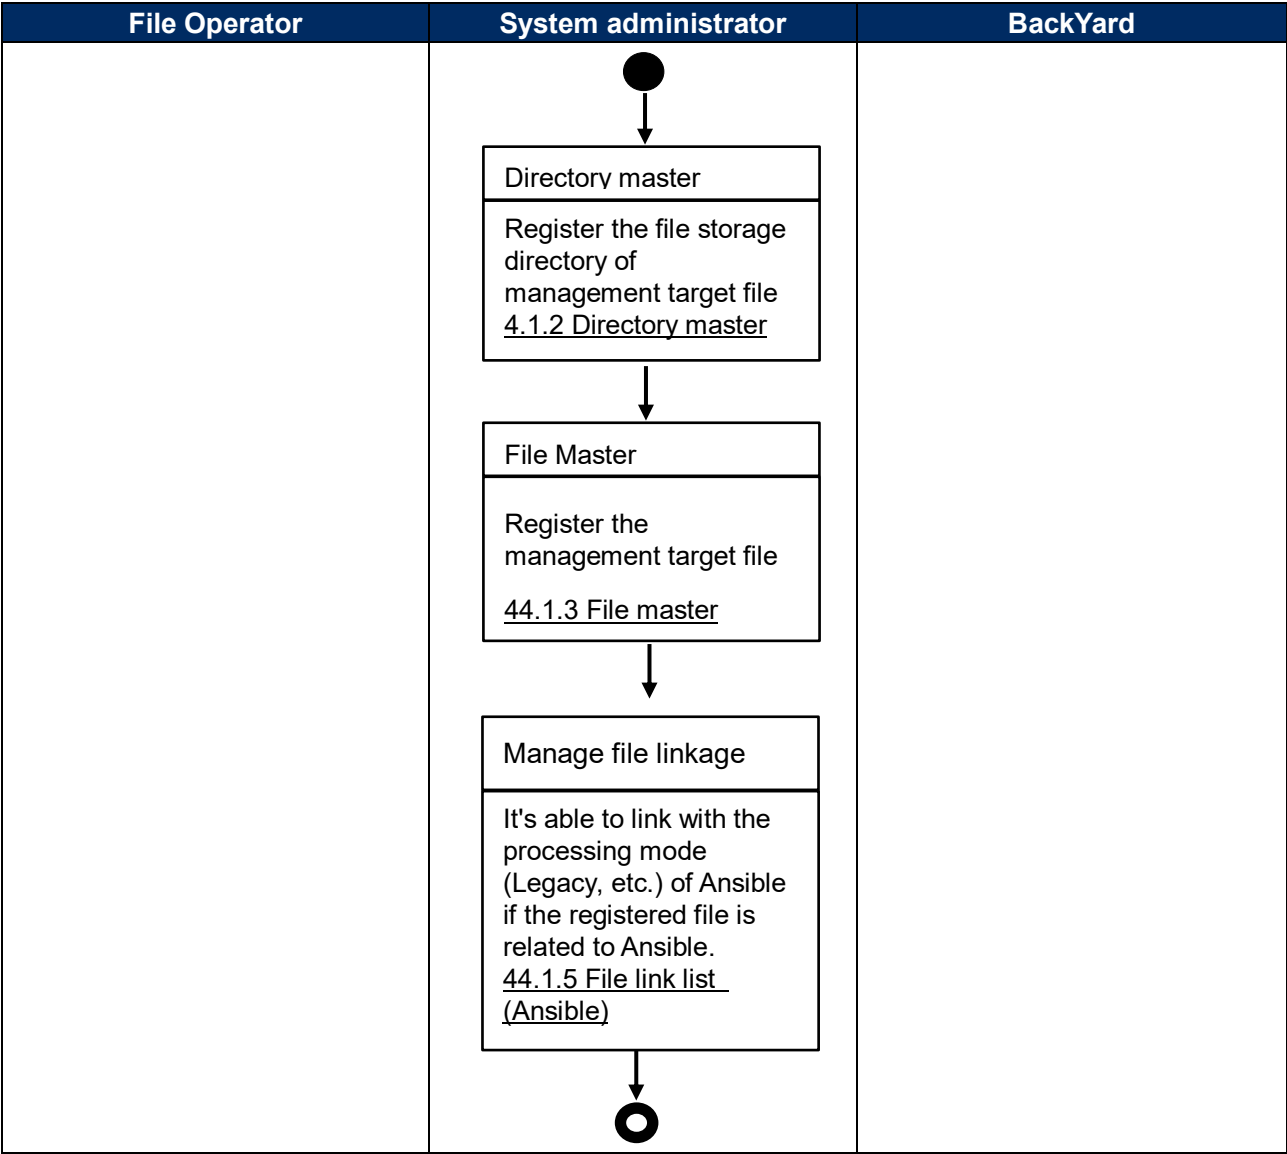 File Operator
System administrator
BackYard
Directory master
Register the file storage
directory of
management target file
4.1.2 Directory master
File Master
Register the
management target file
44.1.3 File master
Manage file linkage
It's able to link with the
processing mode
(Legacy, etc.) of Ansible
if the registered file is
related to Ansible.
44.1.5 File link list
(Ansible)